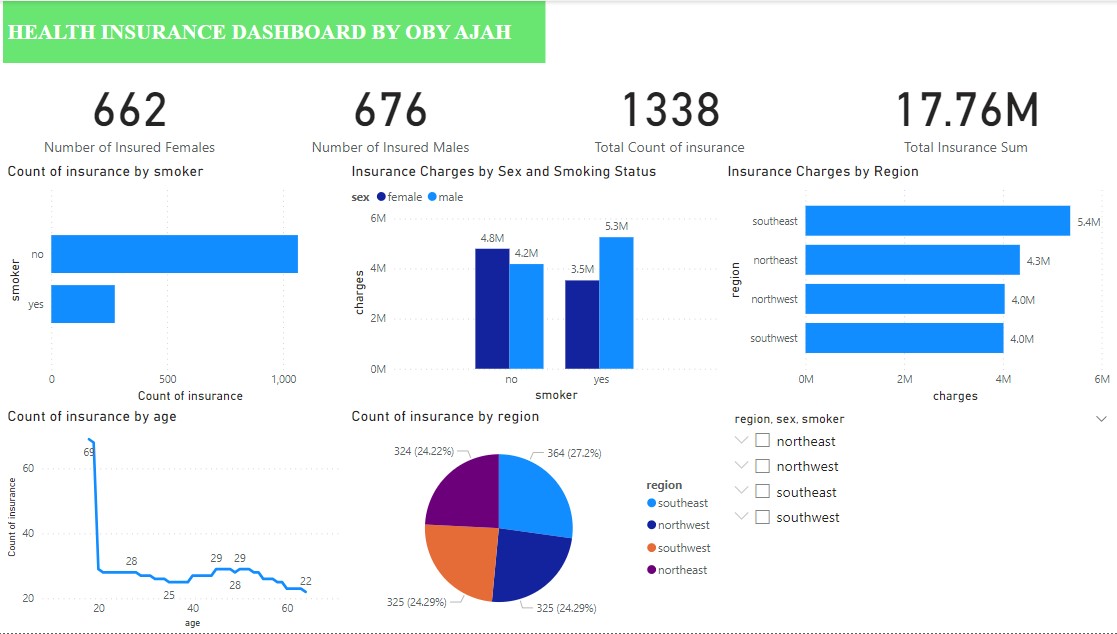 HEALTH INSURANCE DASHBOARD BY OBY AJAH
662
Number of Insured Females
676
Number of Insured Males
1338
Total Count of insurance
17.76M
Total Insurance Sum
Count of insurance by smoker
smoker
no
yes
0
500
1,000
Count of insurance
Insurance Charges by Sex and Smoking Status
sex female male
charges
6M
4M
2M
0M
4.8M
4.2M
3.5M
5.3M
no
yes
smoker
Insurance Charges by Region
region
southeast
5.4M
northeast
4.3M
northwest
4.0M
southwest
4.0M
0M
2M
4M
6M
charges
Count of insurance by age
Count of insurance
60
40
20
69
28
25
29
29
28
22
20
40
60
age
Count of insurance by region
324 (24.22%)
364 (27.2%)
325 (24.29%)
325 (24.29%)
region
southeast
northwest
southwest
northeast
region, sex, smoker
northeast
northwest
southeast
southwest